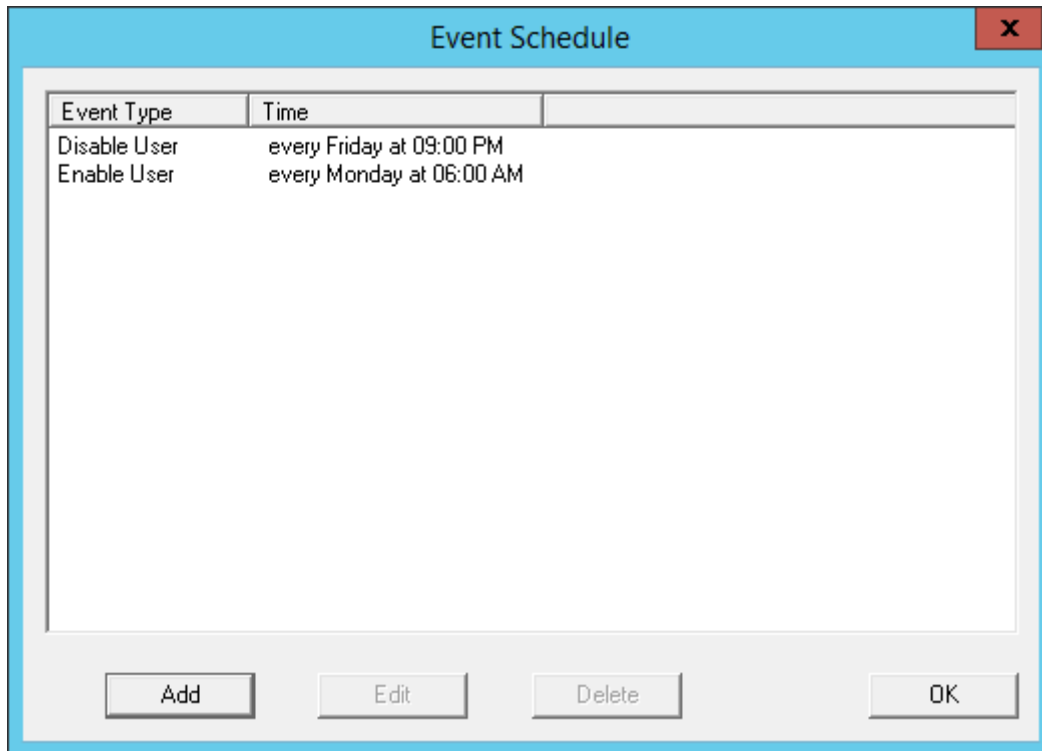 Event Schedule
x
Event Type Time
Disable User every Friday at 09:00 PM
Enable User every Monday at 06:00 AM
Add Edit Delete OK